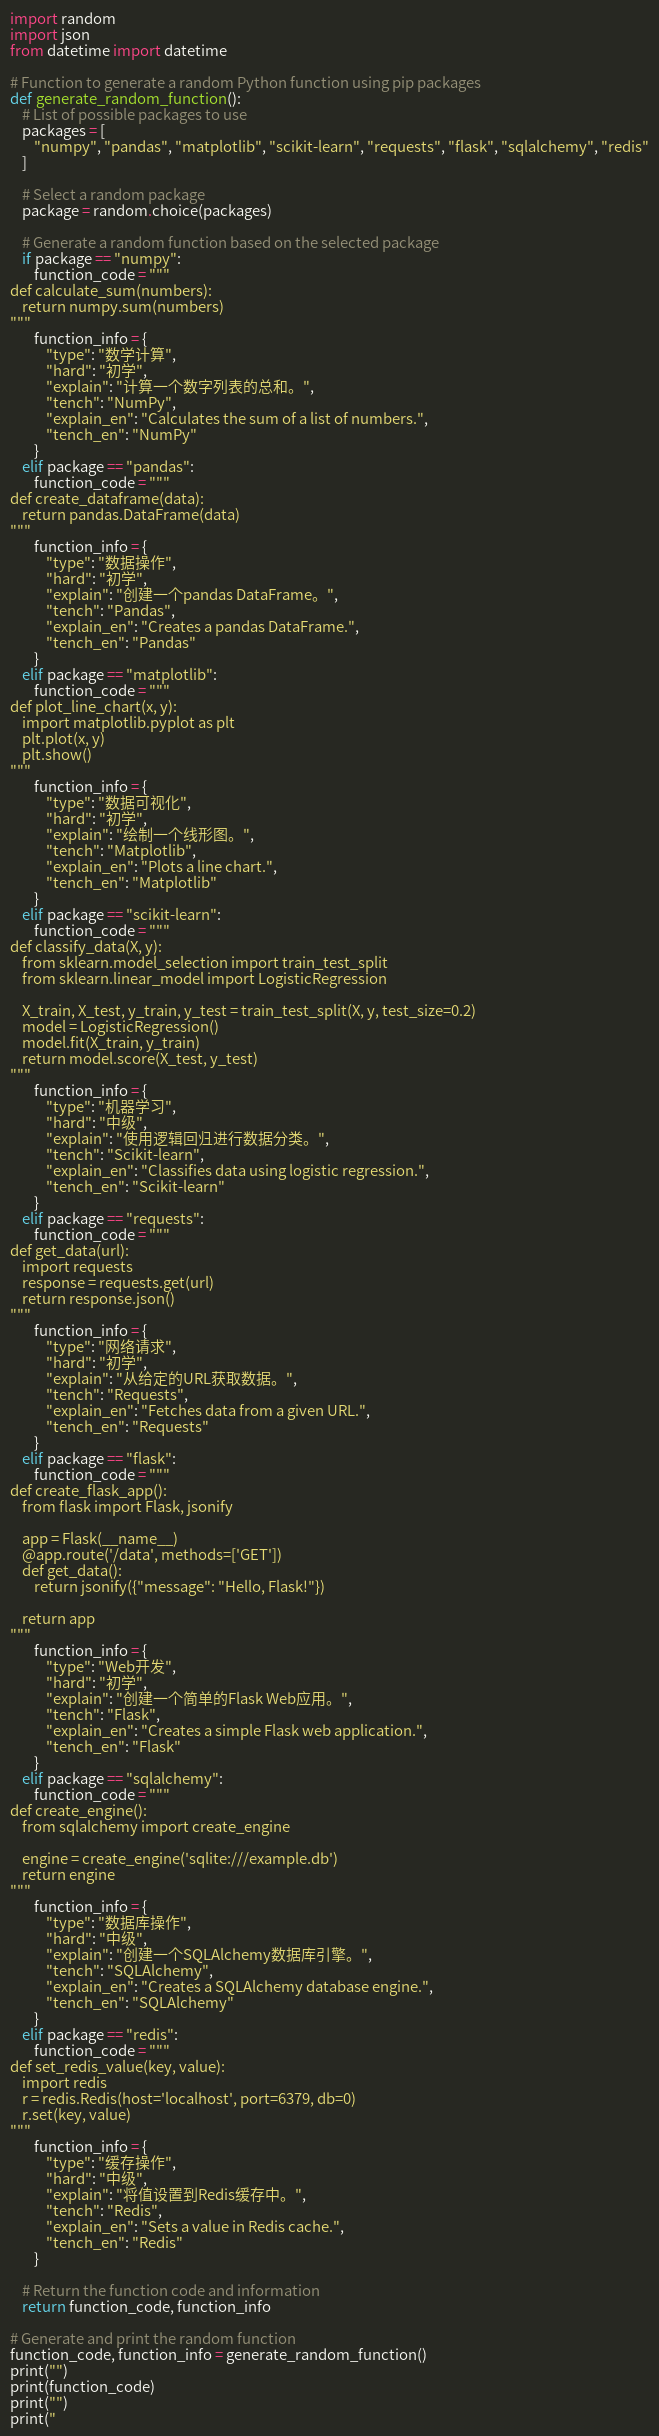 import random
import json
from datetime import datetime

# Function to generate a random Python function using pip packages
def generate_random_function():
    # List of possible packages to use
    packages = [
        "numpy", "pandas", "matplotlib", "scikit-learn", "requests", "flask", "sqlalchemy", "redis"
    ]

    # Select a random package
    package = random.choice(packages)

    # Generate a random function based on the selected package
    if package == "numpy":
        function_code = """
def calculate_sum(numbers):
    return numpy.sum(numbers)
"""
        function_info = {
            "type": "数学计算",
            "hard": "初学",
            "explain": "计算一个数字列表的总和。",
            "tench": "NumPy",
            "explain_en": "Calculates the sum of a list of numbers.",
            "tench_en": "NumPy"
        }
    elif package == "pandas":
        function_code = """
def create_dataframe(data):
    return pandas.DataFrame(data)
"""
        function_info = {
            "type": "数据操作",
            "hard": "初学",
            "explain": "创建一个pandas DataFrame。",
            "tench": "Pandas",
            "explain_en": "Creates a pandas DataFrame.",
            "tench_en": "Pandas"
        }
    elif package == "matplotlib":
        function_code = """
def plot_line_chart(x, y):
    import matplotlib.pyplot as plt
    plt.plot(x, y)
    plt.show()
"""
        function_info = {
            "type": "数据可视化",
            "hard": "初学",
            "explain": "绘制一个线形图。",
            "tench": "Matplotlib",
            "explain_en": "Plots a line chart.",
            "tench_en": "Matplotlib"
        }
    elif package == "scikit-learn":
        function_code = """
def classify_data(X, y):
    from sklearn.model_selection import train_test_split
    from sklearn.linear_model import LogisticRegression

    X_train, X_test, y_train, y_test = train_test_split(X, y, test_size=0.2)
    model = LogisticRegression()
    model.fit(X_train, y_train)
    return model.score(X_test, y_test)
"""
        function_info = {
            "type": "机器学习",
            "hard": "中级",
            "explain": "使用逻辑回归进行数据分类。",
            "tench": "Scikit-learn",
            "explain_en": "Classifies data using logistic regression.",
            "tench_en": "Scikit-learn"
        }
    elif package == "requests":
        function_code = """
def get_data(url):
    import requests
    response = requests.get(url)
    return response.json()
"""
        function_info = {
            "type": "网络请求",
            "hard": "初学",
            "explain": "从给定的URL获取数据。",
            "tench": "Requests",
            "explain_en": "Fetches data from a given URL.",
            "tench_en": "Requests"
        }
    elif package == "flask":
        function_code = """
def create_flask_app():
    from flask import Flask, jsonify

    app = Flask(__name__)
    @app.route('/data', methods=['GET'])
    def get_data():
        return jsonify({"message": "Hello, Flask!"})

    return app
"""
        function_info = {
            "type": "Web开发",
            "hard": "初学",
            "explain": "创建一个简单的Flask Web应用。",
            "tench": "Flask",
            "explain_en": "Creates a simple Flask web application.",
            "tench_en": "Flask"
        }
    elif package == "sqlalchemy":
        function_code = """
def create_engine():
    from sqlalchemy import create_engine

    engine = create_engine('sqlite:///example.db')
    return engine
"""
        function_info = {
            "type": "数据库操作",
            "hard": "中级",
            "explain": "创建一个SQLAlchemy数据库引擎。",
            "tench": "SQLAlchemy",
            "explain_en": "Creates a SQLAlchemy database engine.",
            "tench_en": "SQLAlchemy"
        }
    elif package == "redis":
        function_code = """
def set_redis_value(key, value):
    import redis
    r = redis.Redis(host='localhost', port=6379, db=0)
    r.set(key, value)
"""
        function_info = {
            "type": "缓存操作",
            "hard": "中级",
            "explain": "将值设置到Redis缓存中。",
            "tench": "Redis",
            "explain_en": "Sets a value in Redis cache.",
            "tench_en": "Redis"
        }

    # Return the function code and information
    return function_code, function_info

# Generate and print the random function
function_code, function_info = generate_random_function()
print("")
print(function_code)
print("")
print("